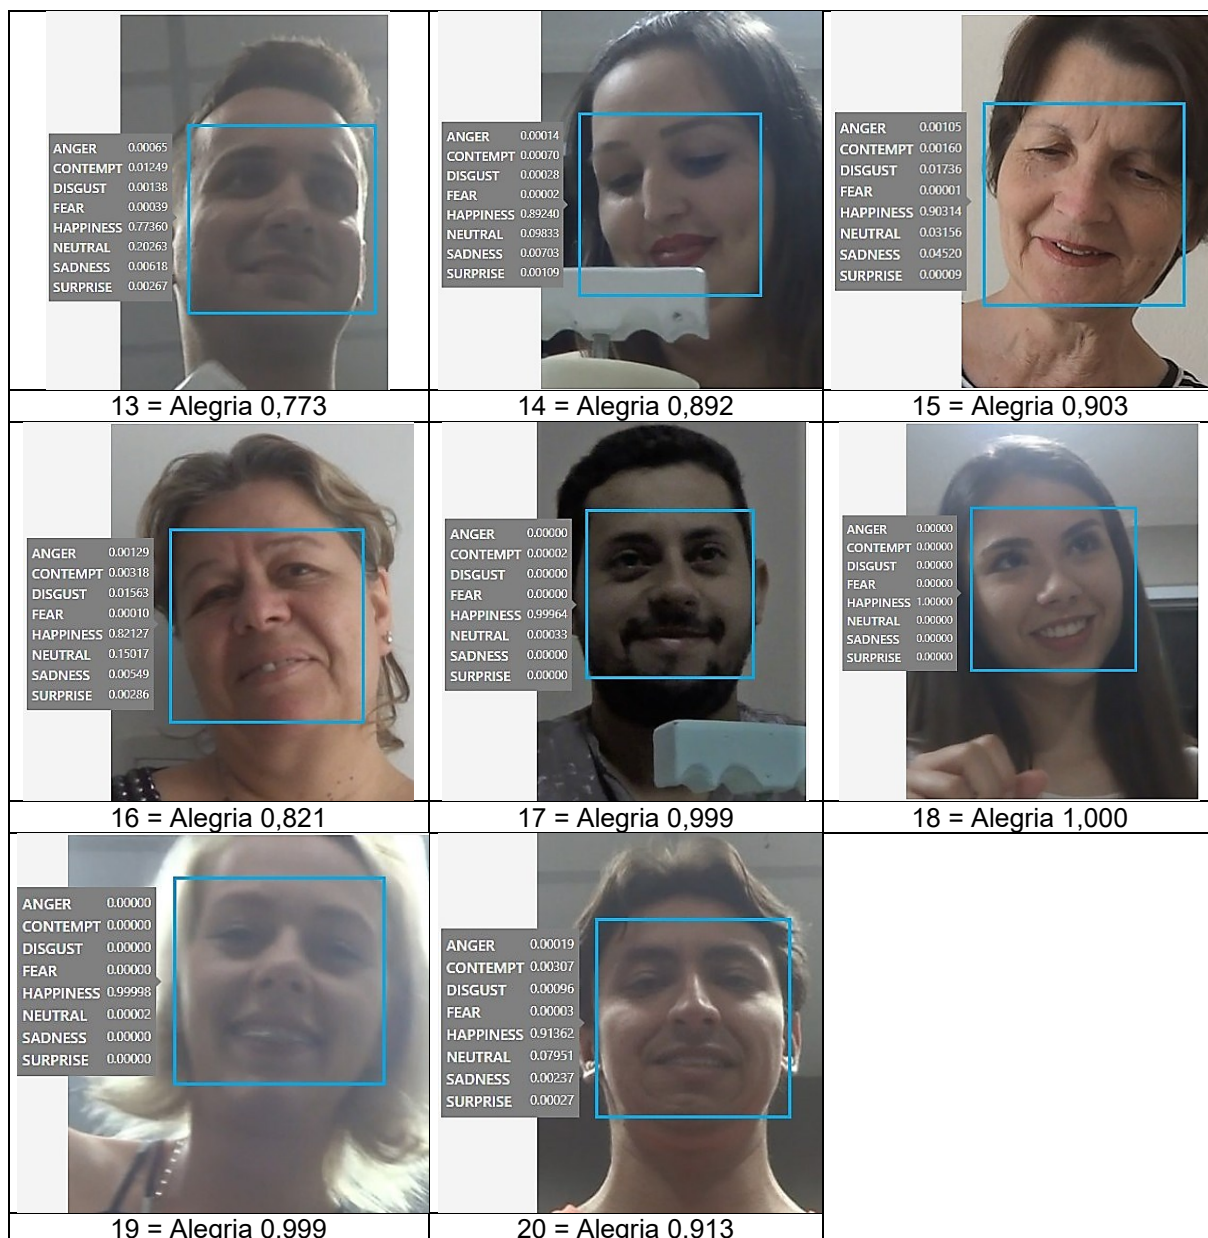 ANGER 0.00065
CONTEMPT 0.01249
DISGUST 0.00138
FEAR 0.00039
HAPPINESS 0.77360
NEUTRAL 0.20263
SADNESS 0.00618
SURPRISE 0.00267
13 = Alegria 0,773
ANGER 0.00014
CONTEMPT 0.00070
DISGUST 0.00028
FEAR 0.00002
HAPPINESS 0.89240
NEUTRAL 0.09833
SADNESS 0.00703
SURPRISE 0.00109
14 = Alegria 0,892
ANGER 0.00105
CONTEMPT 0.00160
DISGUST 0.01736
FEAR 0.00001
HAPPINESS 0.90314
NEUTRAL 0.03156
SADNESS 0.04520
SURPRISE 0.00009
15 = Alegria 0,903
ANGER 0.00129
CONTEMPT 0.00318
DISGUST 0.01563
FEAR 0.00010
HAPPINESS 0.82127
NEUTRAL 0.15017
SADNESS 0.00549
SURPRISE 0.00286
16 = Alegria 0,821
ANGER 0.00000
CONTEMPT 0.00002
DISGUST 0.00000
FEAR 0.00000
HAPPINESS 0.99964
NEUTRAL 0.00033
SADNESS 0.00000
SURPRISE 0.00000
17 = Alegria 0,999
ANGER 0.00000
CONTEMPT 0.00000
DISGUST 0.00000
FEAR 0.00000
HAPPINESS 1.00000
NEUTRAL 0.00000
SADNESS 0.00000
SURPRISE 0.00000
18 = Alegria 1,000
ANGER 0.00000
CONTEMPT 0.00000
DISGUST 0.00000
FEAR 0.00000
HAPPINESS 0.99998
NEUTRAL 0.00002
SADNESS 0.00000
SURPRISE 0.00000
19 = Alegria 0,999
ANGER 0.00019
CONTEMPT 0.00307
DISGUST 0.00096
FEAR 0.00003
HAPPINESS 0.91362
NEUTRAL 0.07951
SADNESS 0.00237
SURPRISE 0.00027
20 = Alegria 0,913